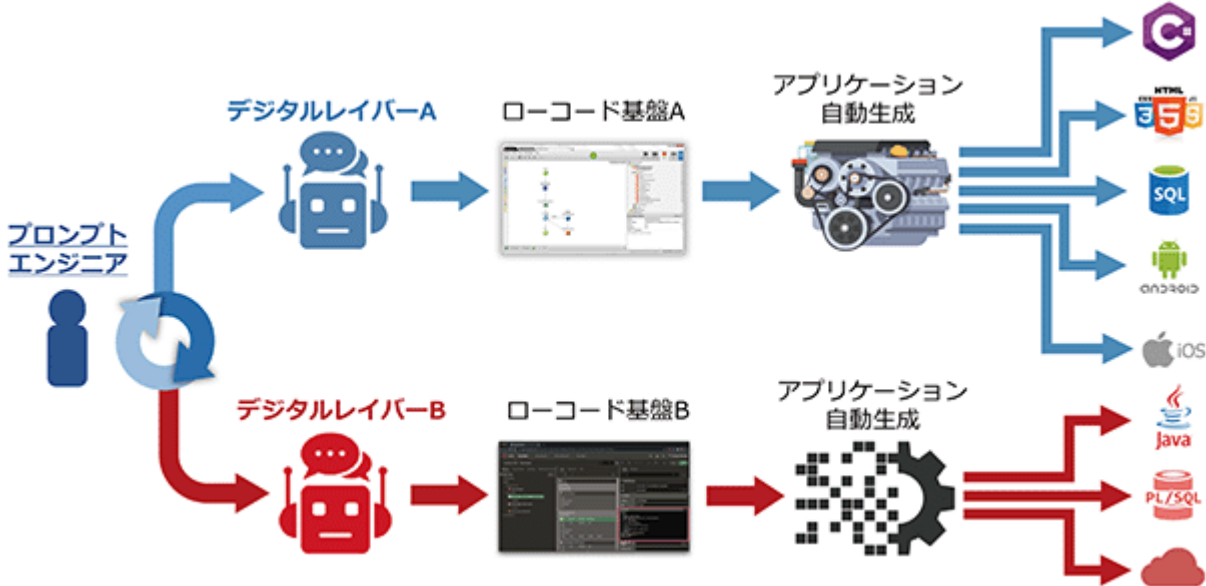 プロンプト
エンジニア
デジタルレイバーA
ローコード基盤A
アプリケーション
自動生成
C#
HTML
5
SQL
ANDROID
iOS
デジタルレイバーB
ローコード基盤B
アプリケーション
自動生成
Java
PL/SQL